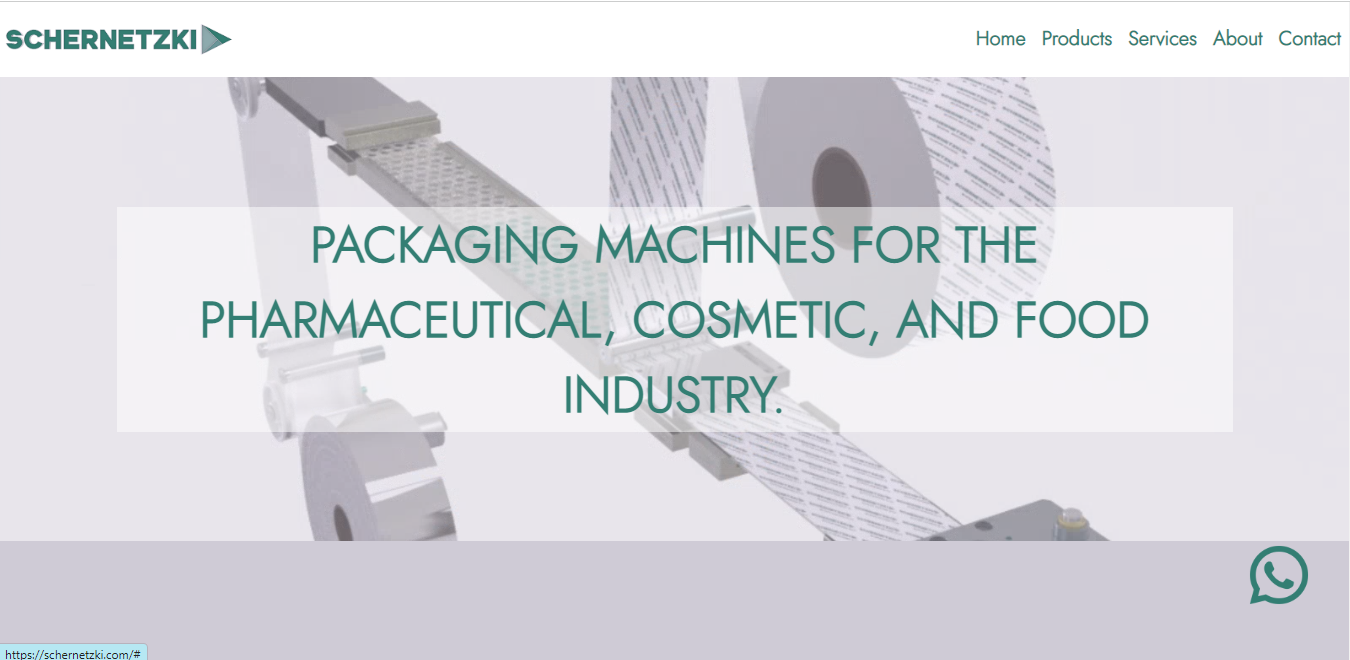 SCHERNETZKI
Home Products Services About Contact
PACKAGING MACHINES FOR THE
PHARMACEUTICAL, COSMETIC, AND FOOD
INDUSTRY.
https://schernetzki.com/#